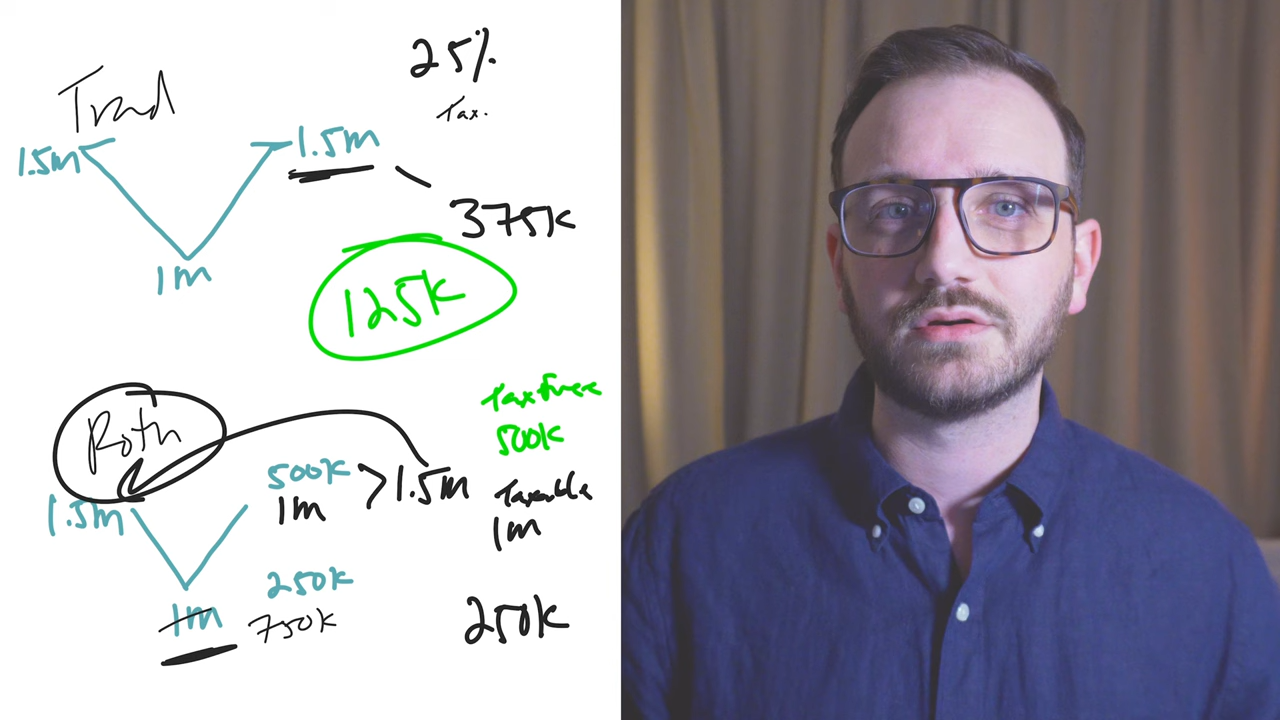 25%
Tax.
Trad
1.5m
1.5m
375k
1m
125k
Tax Free
500k
Roth
500k
1m
1.5m
Taxable
1m
1.5m
250k
1m
750k
250k